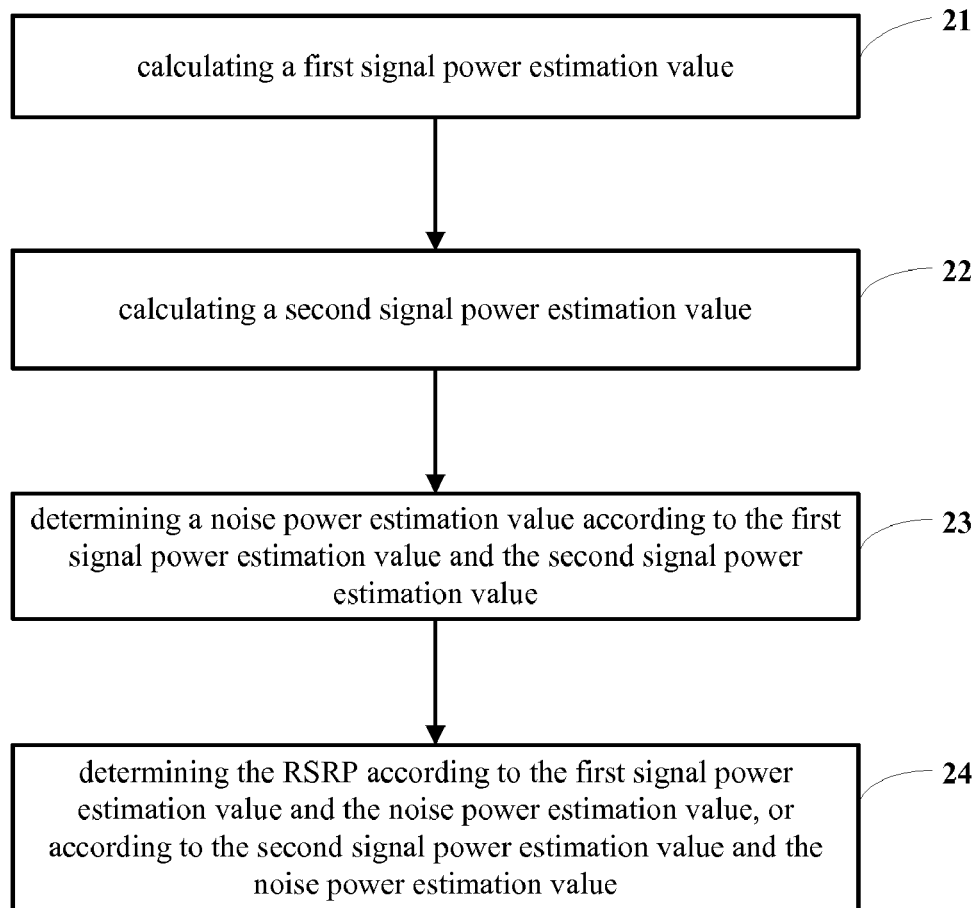 21
calculating a first signal power estimation value
22
calculating a second signal power estimation value
determining a noise power estimation value according to the first
signal power estimation value and the second signal power
estimation value
23
determining the RSRP according to the first signal power
estimation value and the noise power estimation value, or
according to the second signal power estimation value and the
noise power estimation value
24